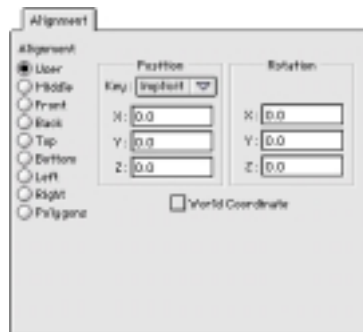 Alignment
Alignment
User
Middle
Front
Back
Top
Bottom
Left
Right
Polygons
Position
Key: Implant
X: 0.0
Y: 0.0
Z: 0.0
Rotation
X: 0.0
Y: 0.0
Z: 0.0
World Coordinate